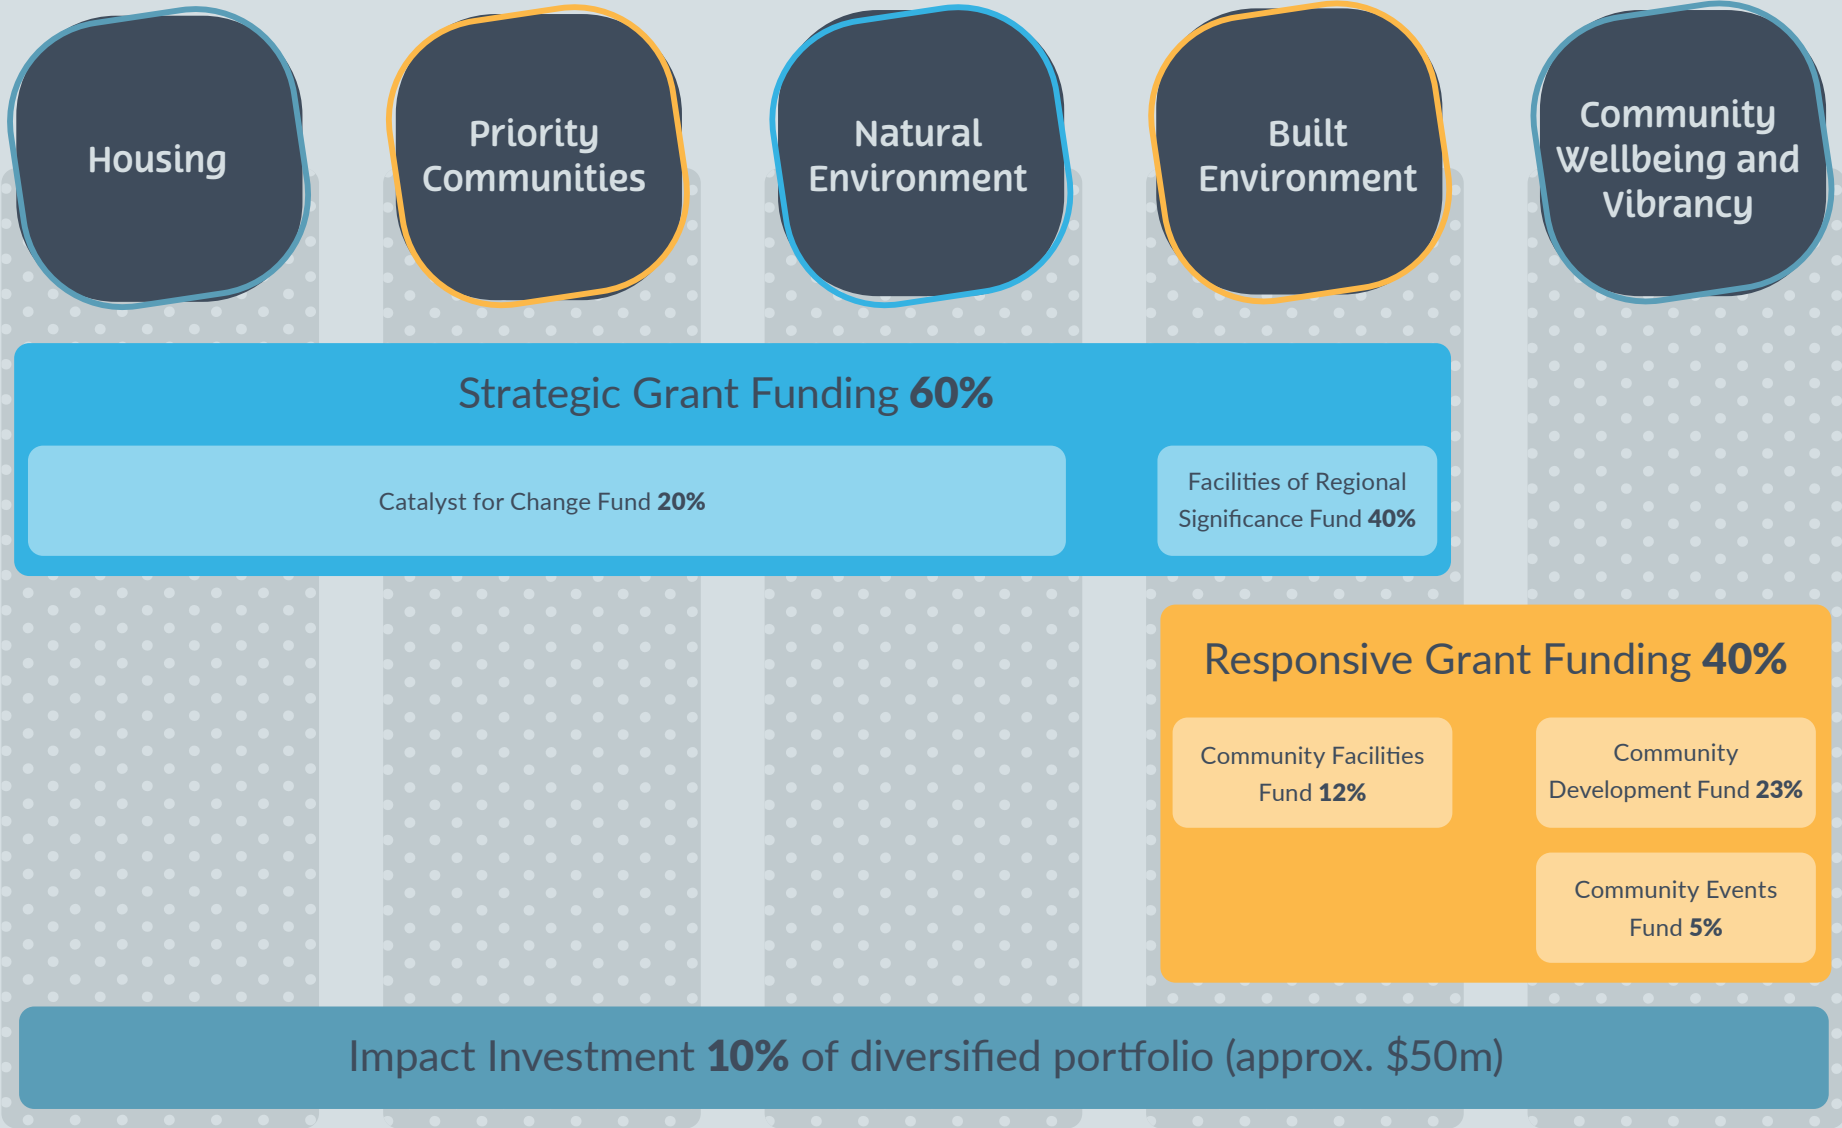 Housing
Priority
Communities
Natural
Environment
Built
Environment
Community
Wellbeing and
Vibrancy
Strategic Grant Funding 60%
Catalyst for Change Fund 20%
Facilities of Regional
Significance Fund 40%
Responsive Grant Funding 40%
Community Facilities
Fund 12%
Community
Development Fund 23%
Community Events
Fund 5%
Impact Investment 10% of diversified portfolio (approx. $50m)